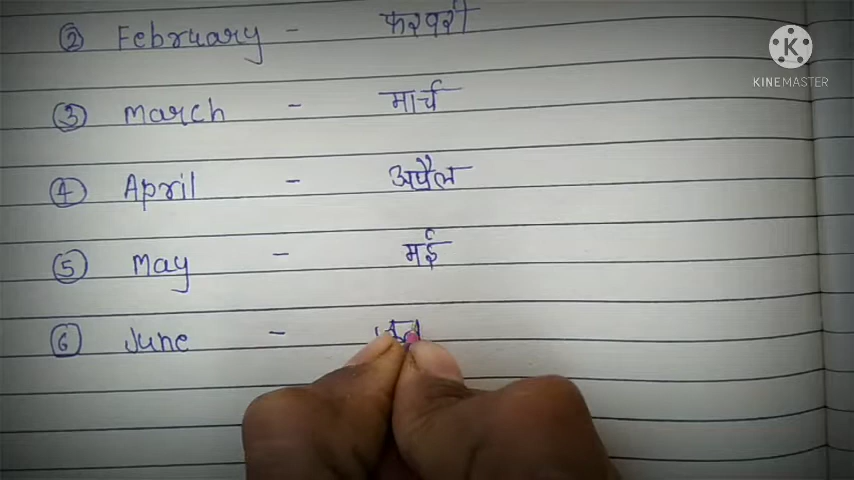 ② February - फरवरी
③ March - मार्च
④ April - अप्रैल
⑤ May - मई
⑥ June -
K
KINEMASTER